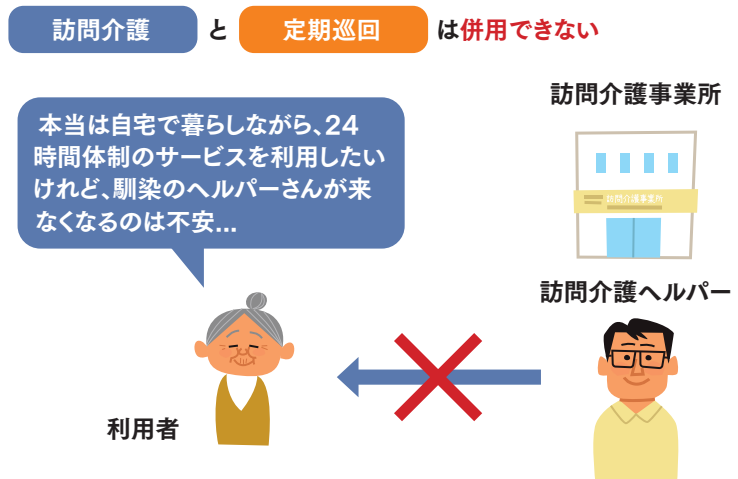 訪問介護 と 定期巡回 は併用できない
訪問介護事業所
本当は自宅で暮らしながら、24
時間体制のサービスを利用したい
けれど、馴染のヘルパーさんが来
なくなるのは不安...
訪問介護事業所
訪問介護ヘルパー
利用者